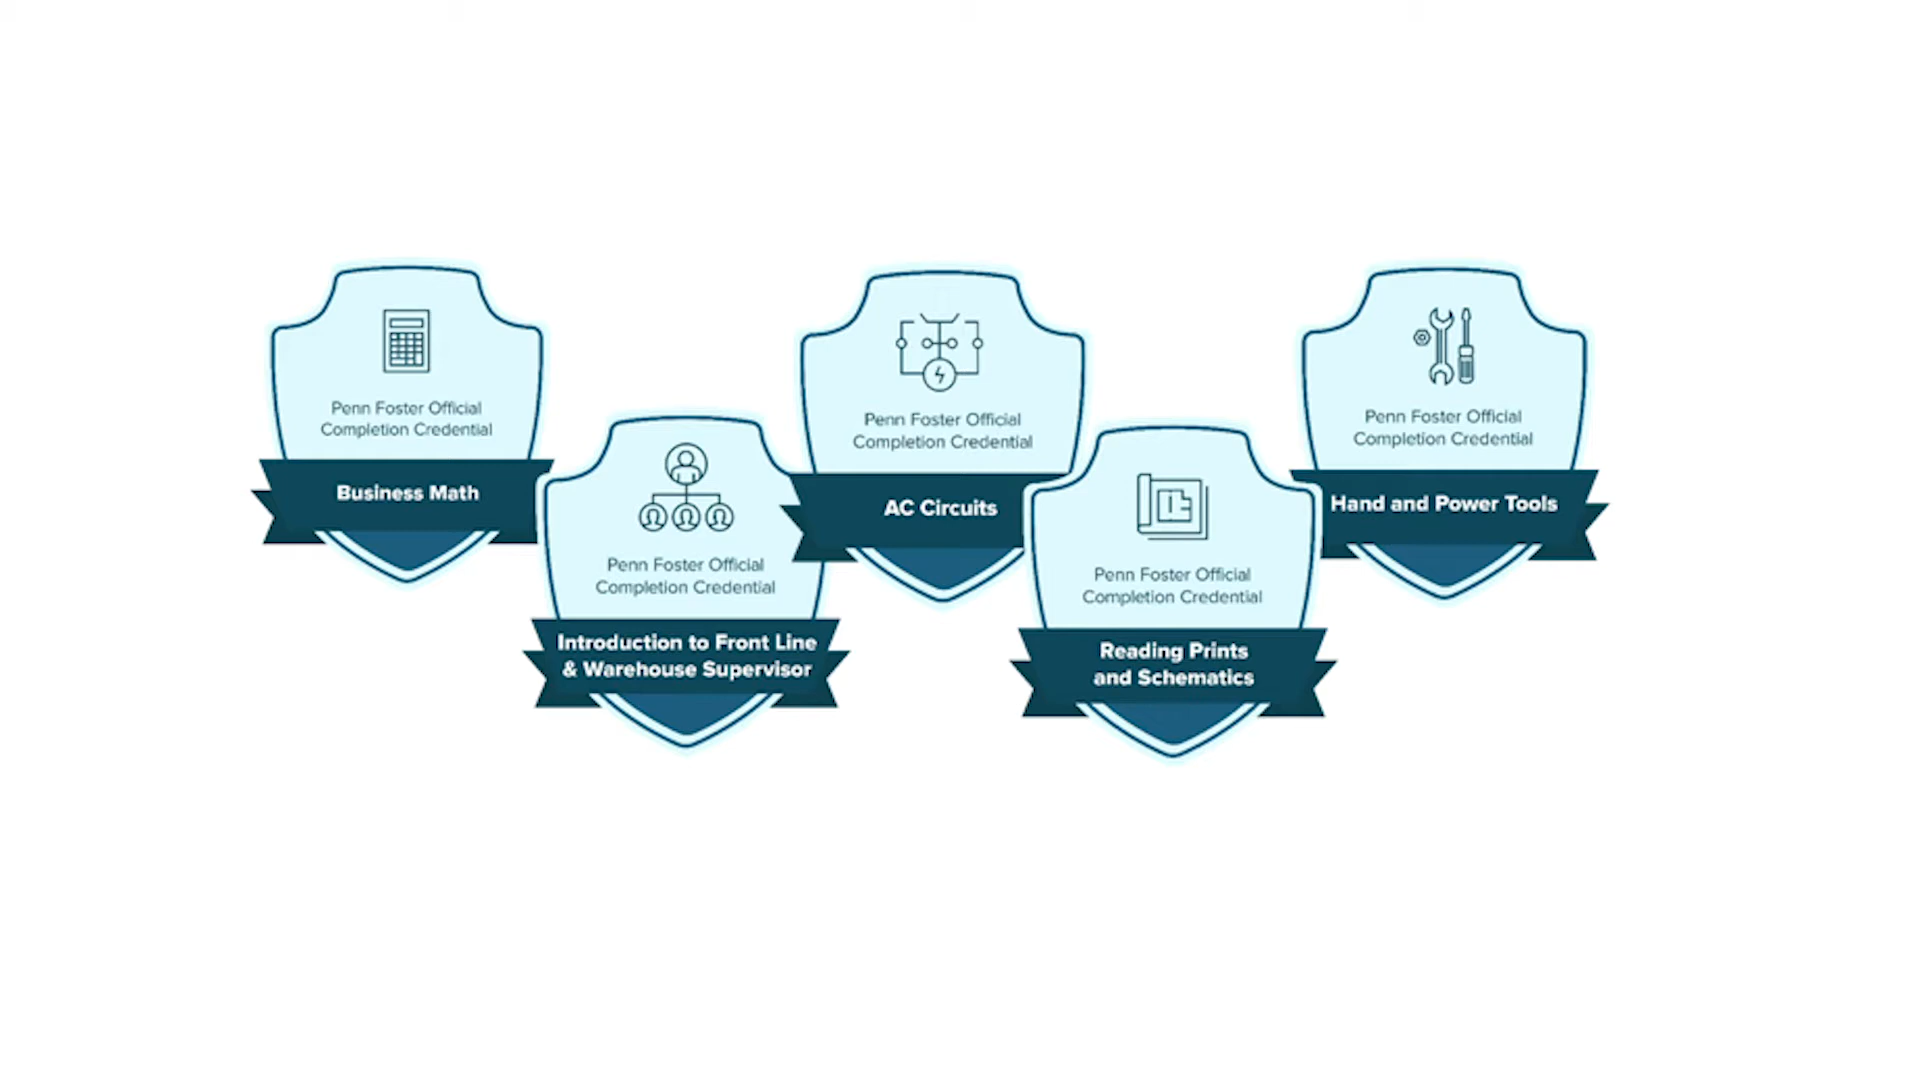 Penn Foster Official
Completion Credential
Business Math
Penn Foster Official
Completion Credential
Introduction to Front Line
& Warehouse Supervisor
Penn Foster Official
Completion Credential
AC Circuits
Penn Foster Official
Completion Credential
Reading Prints
and Schematics
Penn Foster Official
Completion Credential
Hand and Power Tools